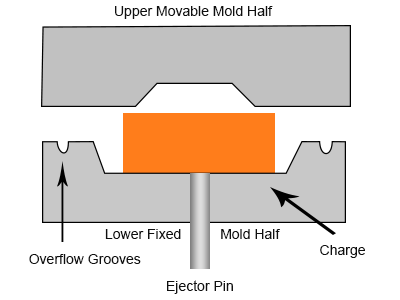 Upper Movable Mold Half
Lower Fixed Mold Half
Charge
Overflow Grooves
Ejector Pin